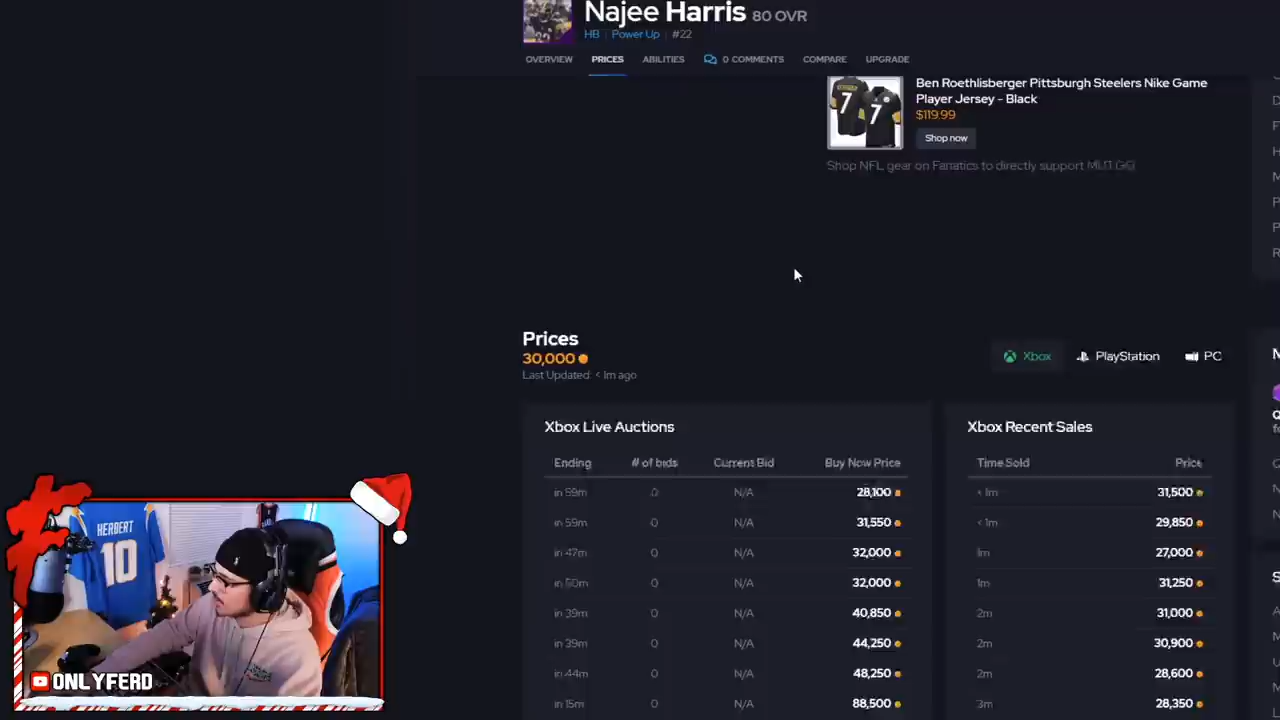 Najee Harris 80 OVR
HB | Power Up | #22
OVERVIEW PRICES ABILITIES 0 COMMENTS COMPARE UPGRADE
Ben Roethlisberger Pittsburgh Steelers Nike Game
Player Jersey - Black
$119.99
Shop now
Shop NFL gear on Fanatics to directly support MUT.GG
Prices
30,000
Last Updated: < 1m ago
Xbox PlayStation PC
Xbox Live Auctions
Ending # of bids Current Bid Buy Now Price
in 59m 0 N/A 28,100
in 59m 0 N/A 31,550
in 47m 0 N/A 32,000
in 50m 0 N/A 32,000
in 39m 0 N/A 40,850
in 39m 0 N/A 44,250
in 44m 0 N/A 48,250
in 15m 0 N/A 88,500
Xbox Recent Sales
Time Sold Price
< 1m 31,500
< 1m 29,850
1m 27,000
1m 31,250
2m 31,000
2m 30,900
2m 28,600
3m 28,350
HERBERT
10
ONLYFERD